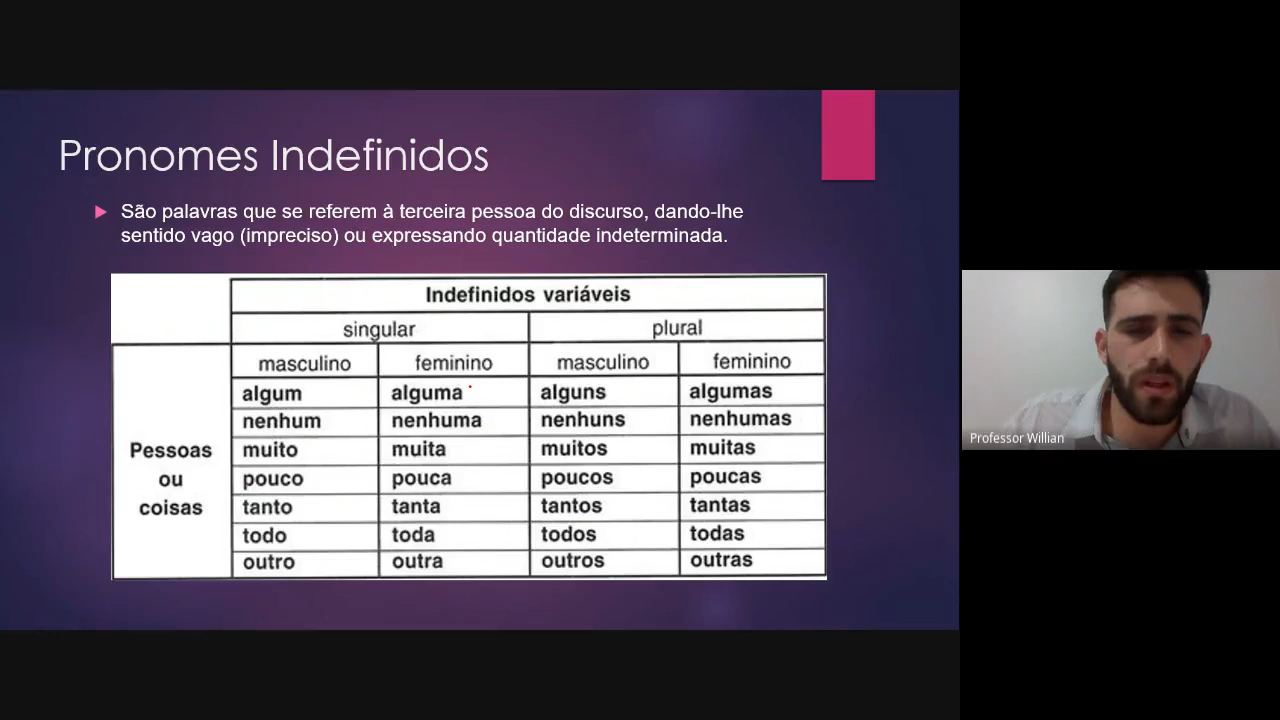 Pronomes Indefinidos
São palavras que se referem à terceira pessoa do discurso, dando-lhe
sentido vago (impreciso) ou expressando quantidade indeterminada.
Indefinidos variáveis
singular plural
masculino feminino masculino feminino
Pessoas
ou
coisas
algum alguma alguns algumas
nenhum nenhuma nenhuns nenhumas
muito muita muitos muitas
pouco pouca poucos poucas
tanto tanta tantos tantas
todo toda todos todas
outro outra outros outras
Professor Willian